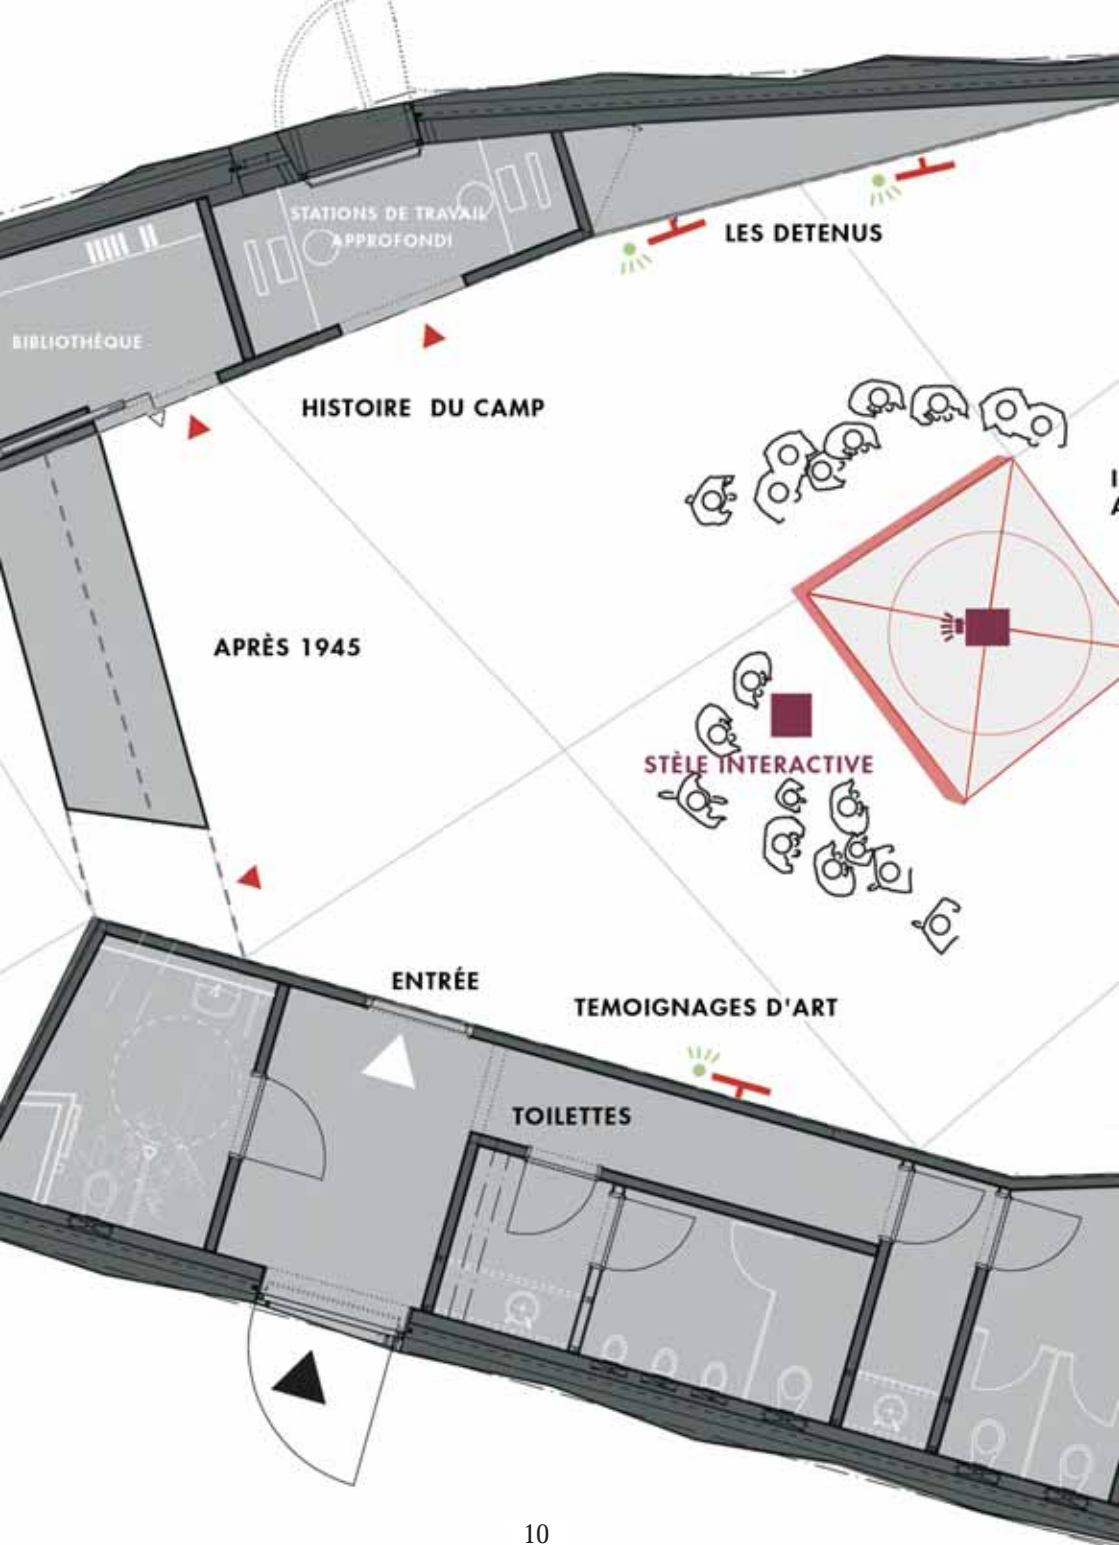 STATIONS DE TRAVAIL
APPROFONDI
LES DETENUS
BIBLIOTHÈQUE
HISTOIRE DU CAMP
APRÈS 1945
STÈLE INTERACTIVE
ENTRÉE
TEMOIGNAGES D'ART
TOILETTES
10